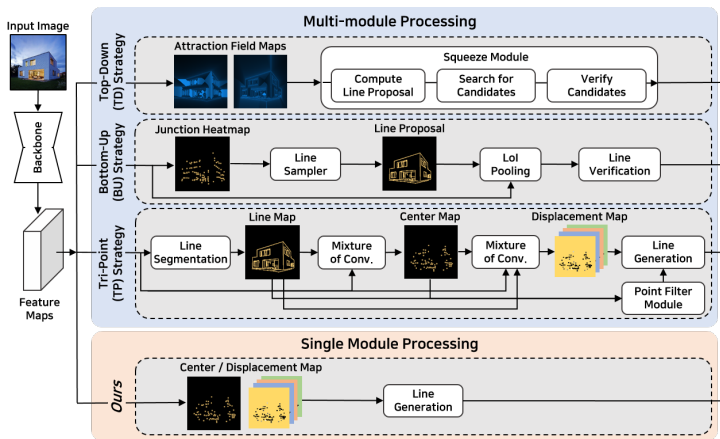 Input Image
Backbone
Feature
Maps
Multi-module Processing
Top-Down
(TD) Strategy
Attraction Field Maps
Squeeze Module
Compute
Line Proposal
Search for
Candidates
Verify
Candidates
Bottom-Up
(BU) Strategy
Junction Heatmap
Line
Sampler
Line Proposal
LoI
Pooling
Line
Verification
Tri-Point
(TP) Strategy
Line
Segmentation
Line Map
Mixture
of Conv.
Center Map
Mixture
of Conv.
Displacement Map
Line
Generation
Point Filter
Module
Single Module Processing
Ours
Center / Displacement Map
Line
Generation